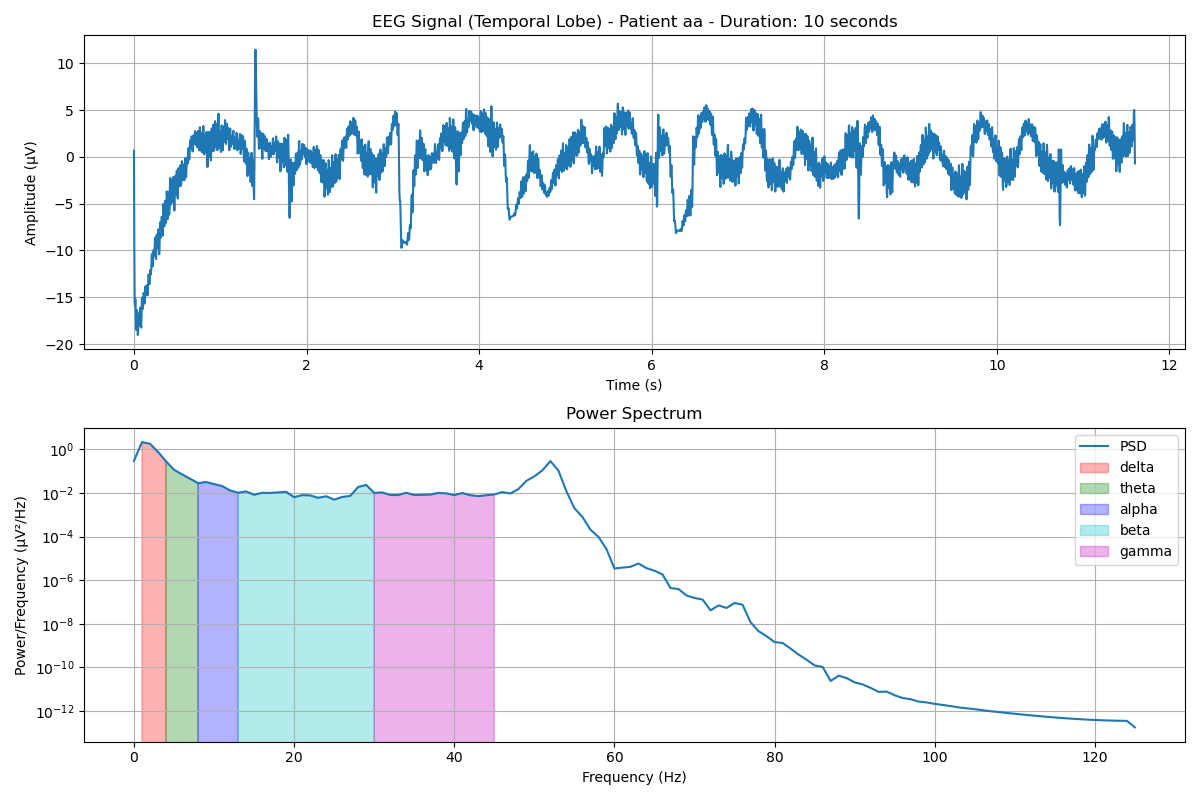 EEG Signal (Temporal Lobe) - Patient aa - Duration: 10 seconds
Amplitude (µV)
10
5
0
−5
−10
−15
−20
0 2 4 6 8 10 12
Time (s)
Power Spectrum
Power/Frequency (µV²/Hz)
10⁰
10⁻²
10⁻⁴
10⁻⁶
10⁻⁸
10⁻¹⁰
10⁻¹²
PSD
delta
theta
alpha
beta
gamma
0 20 40 60 80 100 120
Frequency (Hz)